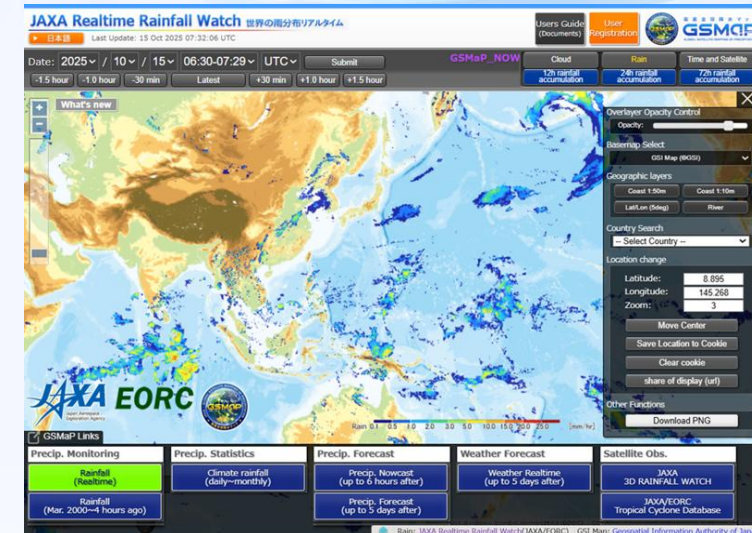 JAXA Realtime Rainfall Watch 世界の雨分布リアルタイム
日本語 Last Update: 15 Oct 2025 07:32:06 UTC
Users Guide (Documents)
User Registration
GSMaP
Date: 2025 / 10 / 15 06:30-07:29 UTC Submit
GSMaP_NOW
Cloud Rain Time and Satellite
-1.5 hour -1.0 hour -30 min Latest +30 min +1.0 hour +1.5 hour
12h rainfall accumulation
24h rainfall accumulation
72h rainfall accumulation
What's new
Overlayer Opacity Control
Opacity:
Basemap Select
GSI Map (©GSI)
Geographic layers
Coast 1:50m Coast 1:10m
Lat/Lon (5deg) River
Country Search
-- Select Country --
Location change
Latitude: 8.895
Longitude: 145.268
Zoom: 3
Move Center
Save Location to Cookie
Clear cookie
share of display (url)
Other Functions
Download PNG
JAXA EORC
Japan Aerospace Exploration Agency
GSMaP
Rain 0.1 0.5 1.0 2.0 3.0 5.0 10.0 15.0 20.0 25.0 [mm/hr]
GSMaP Links
Precip. Monitoring
Rainfall (Realtime)
Rainfall (Mar. 2000~4 hours ago)
Precip. Statistics
Climate rainfall (daily~monthly)
Precip. Forecast
Precip. Nowcast (up to 6 hours after)
Precip. Forecast (up to 5 days after)
Weather Forecast
Weather Realtime (up to 5 days after)
Satellite Obs.
JAXA 3D RAINFALL WATCH
JAXA/EORC Tropical Cyclone Database
Rain: JAXA Realtime Rainfall Watch(JAXA/EORC) , GSI Map: Geospatial Information Authority of